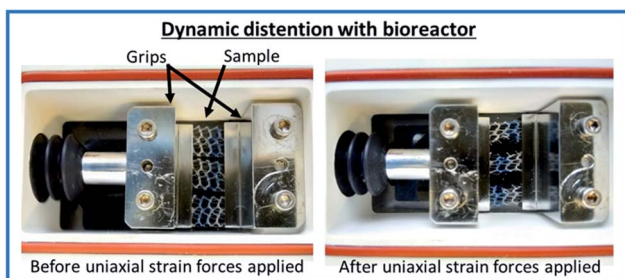 Dynamic distention with bioreactor
Grips
Sample
Before uniaxial strain forces applied
After uniaxial strain forces applied